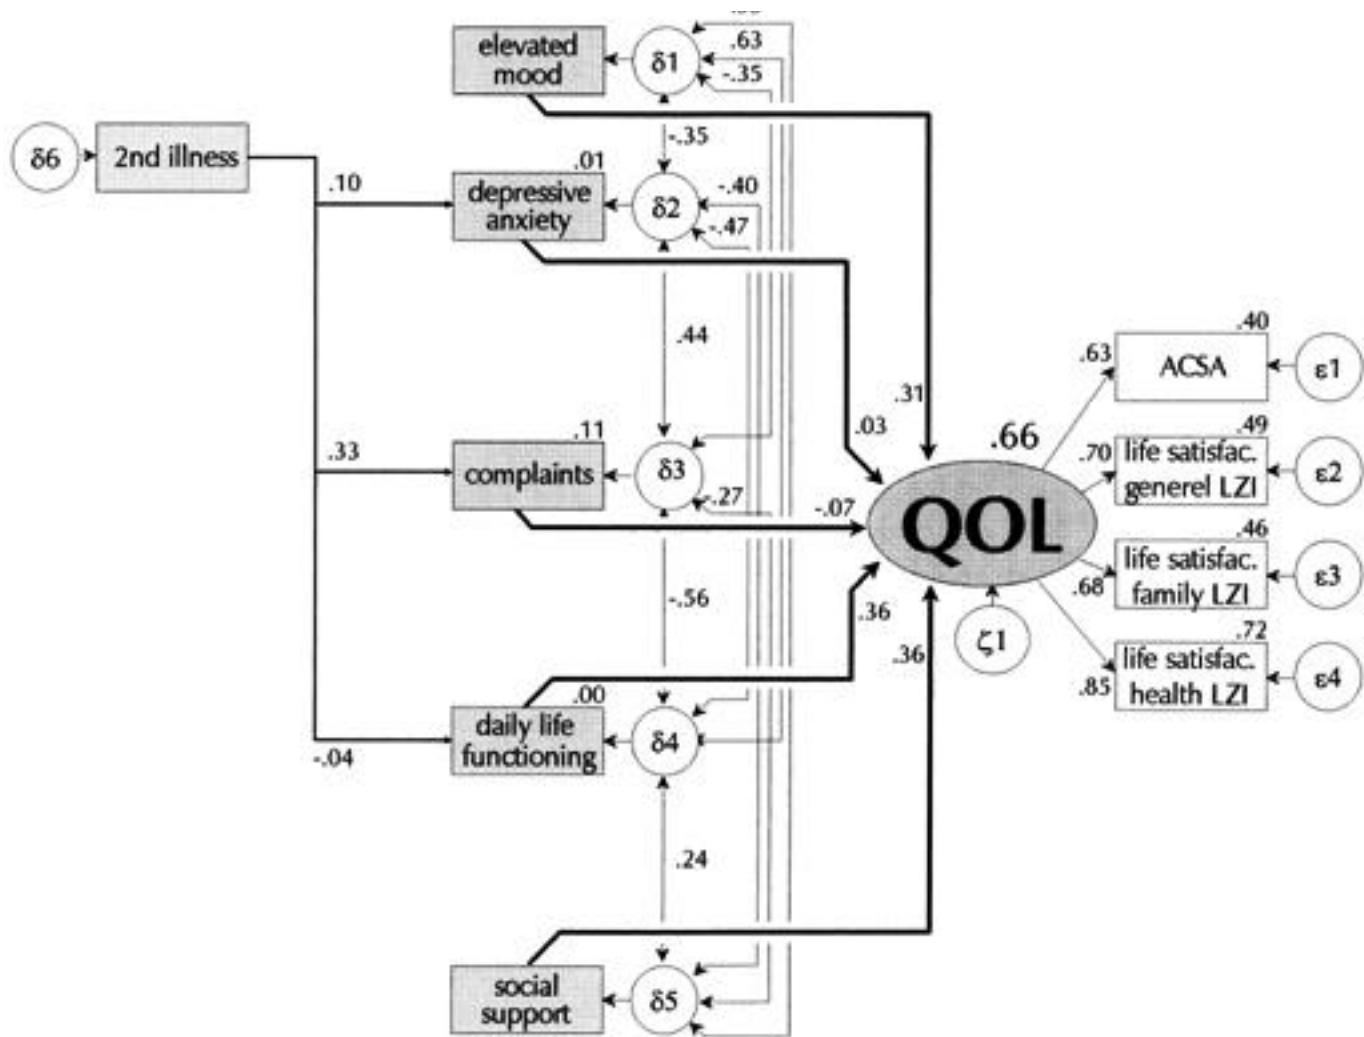 .63
elevated
mood
δ1
-.35
-.35
δ6
2nd illness
.10
.01
depressive
anxiety
δ2
-.40
-.47
.44
.33
.11
complaints
δ3
-.27
-.07
.31
.03
.66
QOL
ζ1
.63
.40
ACSA
ε1
.70
.49
life satisfac.
generel LZI
ε2
.46
life satisfac.
family LZI
.68
ε3
.72
life satisfac.
health LZI
.85
ε4
-.56
.36
.36
.00
daily life
functioning
δ4
-.04
.24
social
support
δ5